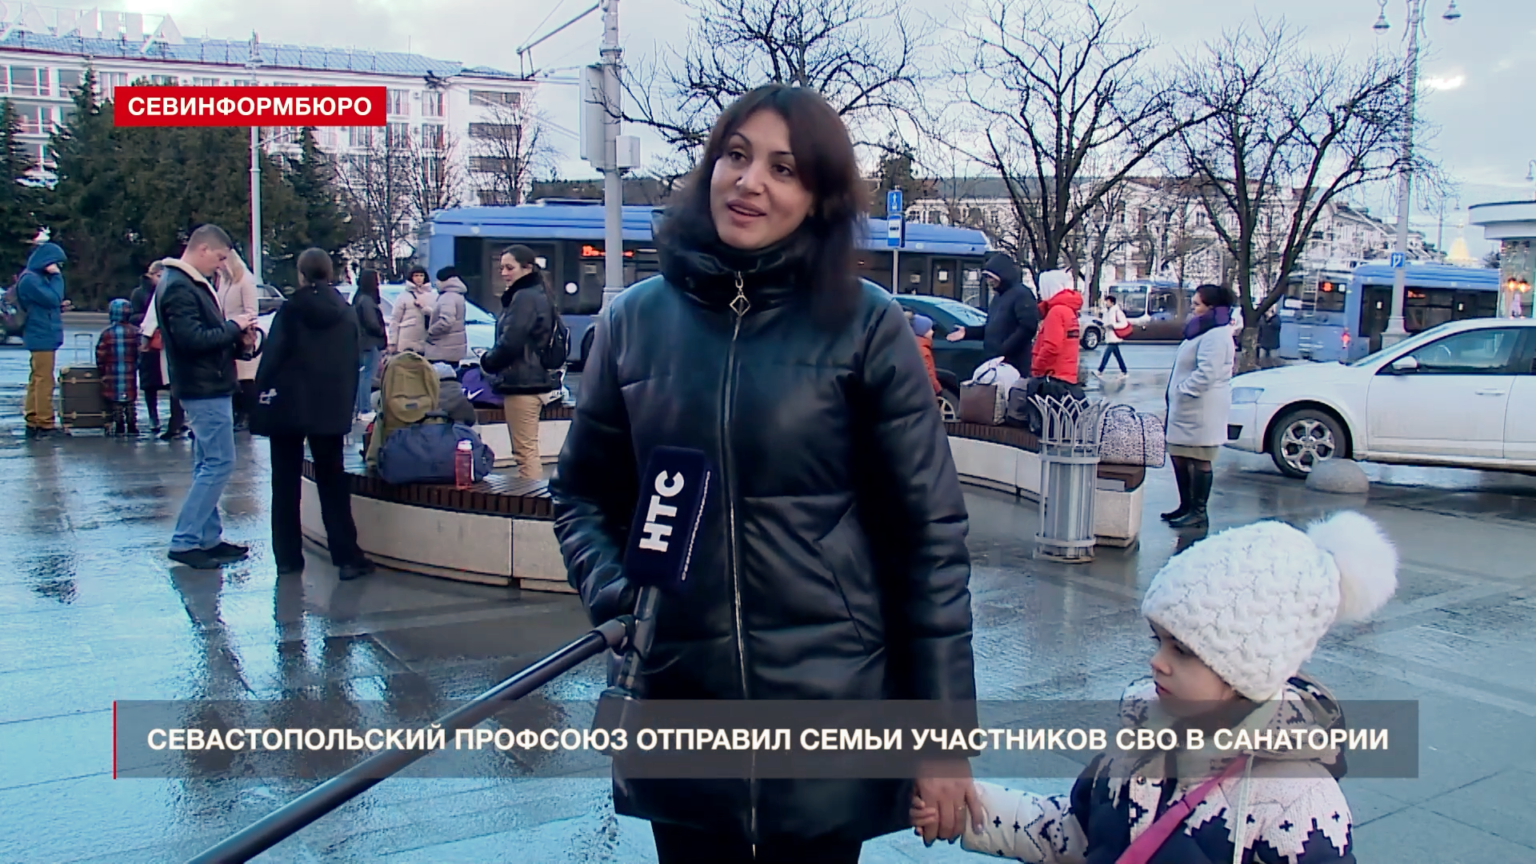 СЕВИНФОРМБЮРО
НТС
СЕВАСТОПОЛЬСКИЙ ПРОФСОЮЗ ОТПРАВИЛ СЕМЬИ УЧАСТНИКОВ СВО В САНАТОРИИ